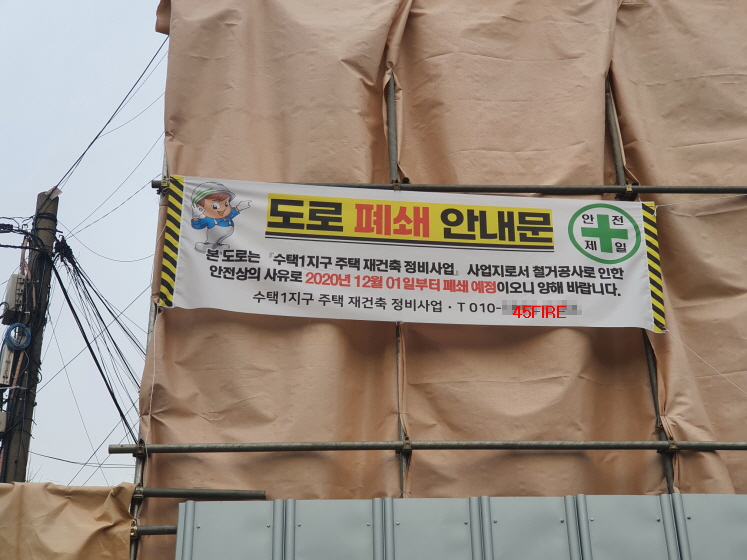 도로 폐쇄 안내문
안전
제일
본 도로는 『수택1지구 주택 재건축 정비사업』 사업지로서 철거공사로 인한
안전상의 사유로 2020년 12월 01일부터 폐쇄 예정이오니 양해 바랍니다.
수택1지구 주택 재건축 정비사업 · T 010-
45FIRE